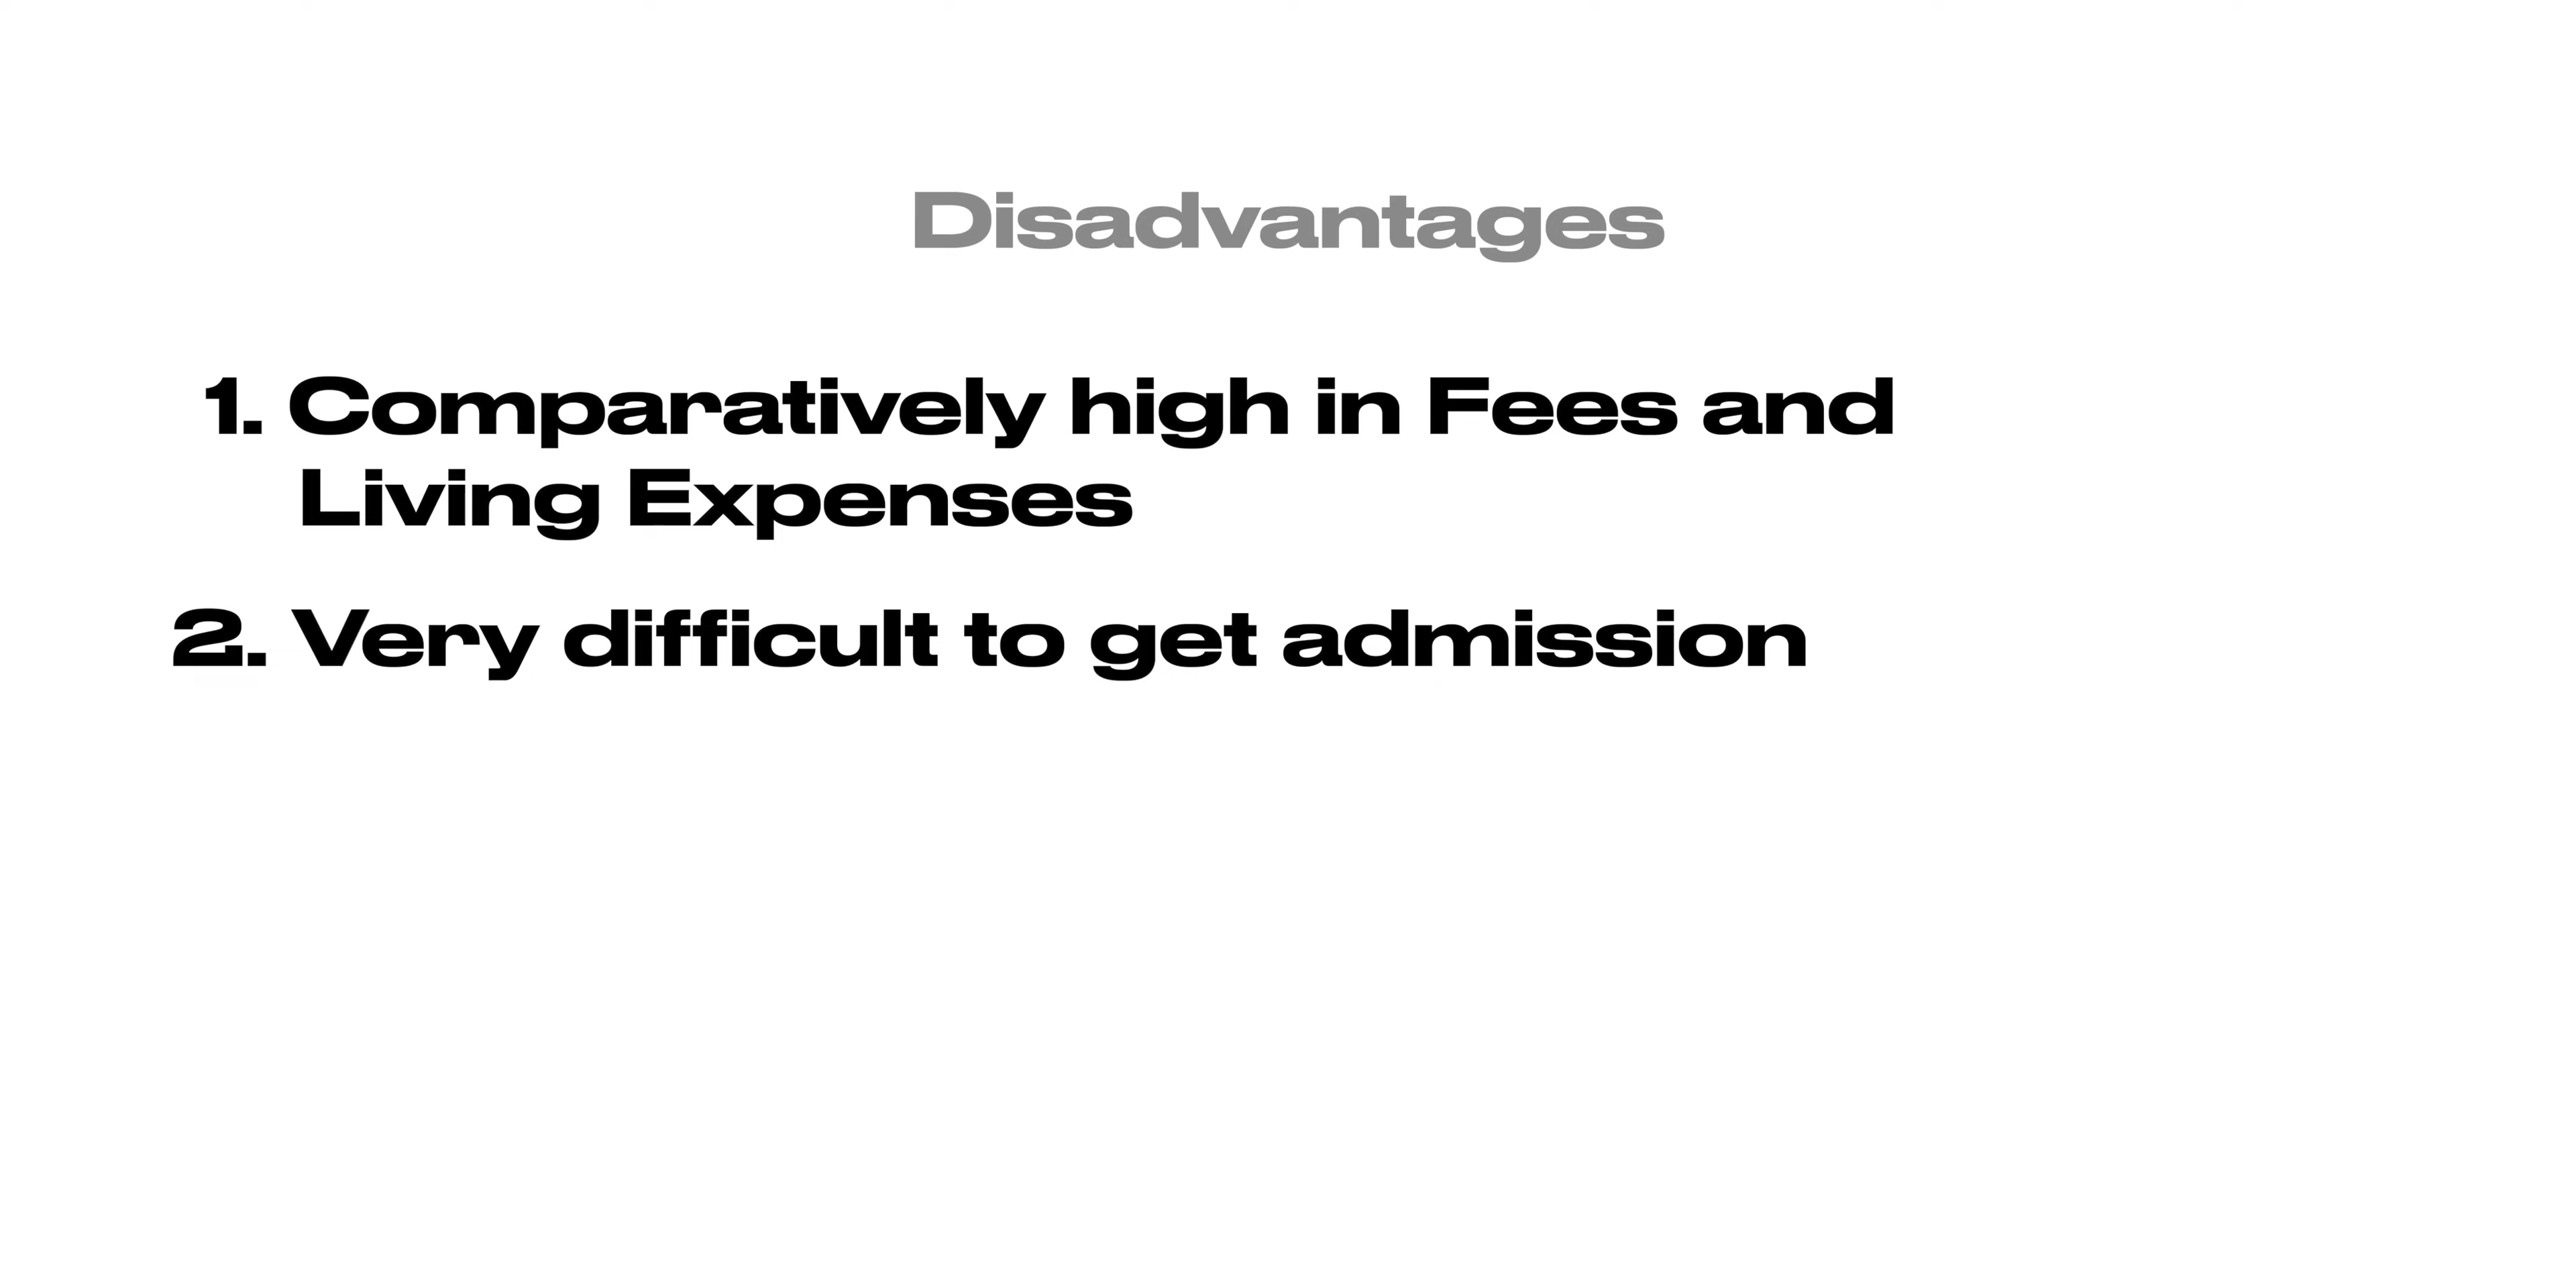 Disadvantages
1. Comparatively high in Fees and
Living Expenses
2. Very difficult to get admission